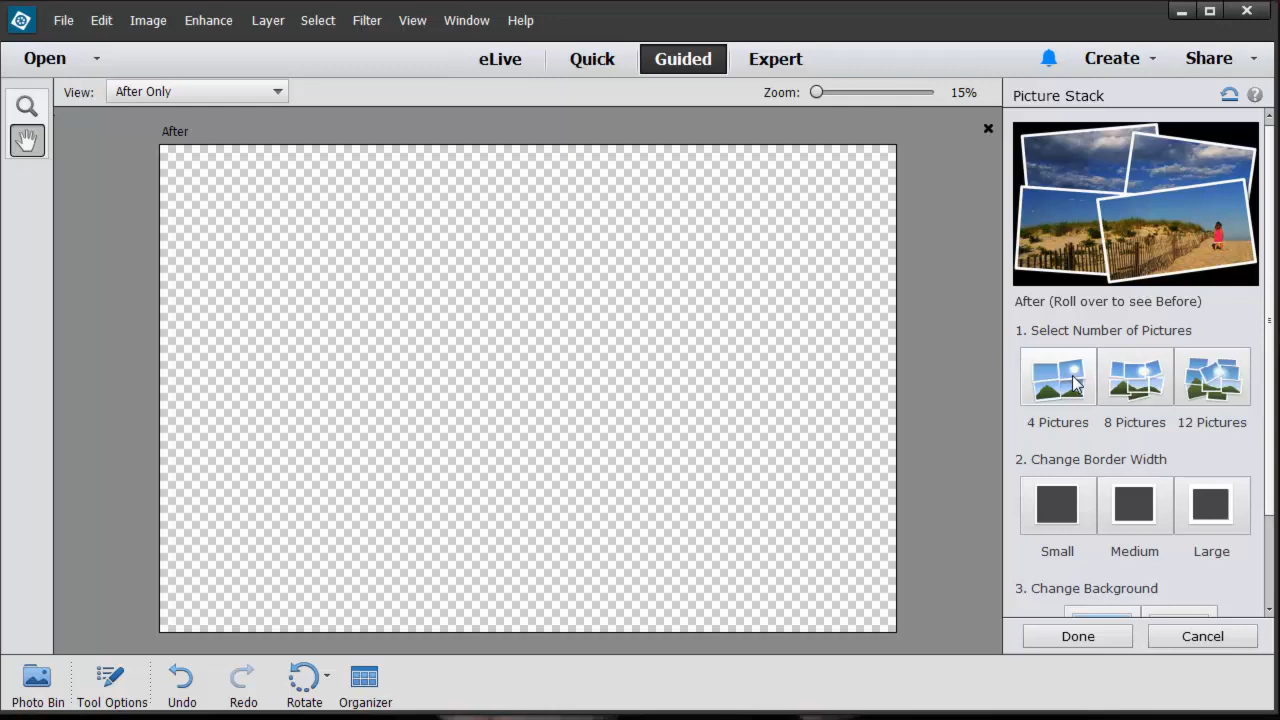 File Edit Image Enhance Layer Select Filter View Window Help
Open eLive Quick Guided Expert Create Share
View: After Only Zoom: 15% Picture Stack
After
After (Roll over to see Before)
1. Select Number of Pictures
4 Pictures 8 Pictures 12 Pictures
2. Change Border Width
Small Medium Large
3. Change Background
Done Cancel
Photo Bin Tool Options Undo Redo Rotate Organizer